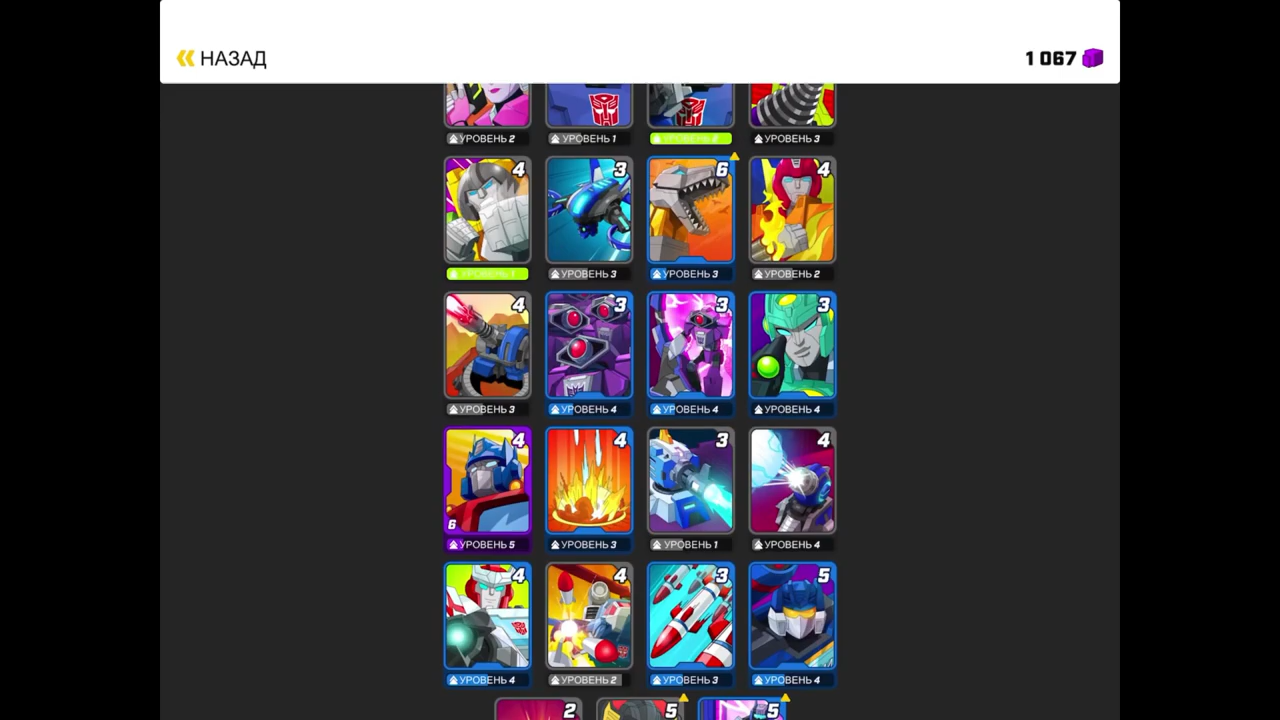 НАЗАД 1 067
УРОВЕНЬ 2 УРОВЕНЬ 1 УРОВЕНЬ УРОВЕНЬ 3
4 3 6 4
УРОВЕНЬ 1 УРОВЕНЬ 3 УРОВЕНЬ 3 УРОВЕНЬ 2
4 3 3 3
УРОВЕНЬ 3 УРОВЕНЬ 4 УРОВЕНЬ 4 УРОВЕНЬ 4
4 4 3 4
6
УРОВЕНЬ 5 УРОВЕНЬ 3 УРОВЕНЬ 1 УРОВЕНЬ 4
4 4 3 5
УРОВЕНЬ 4 УРОВЕНЬ 2 УРОВЕНЬ 3 УРОВЕНЬ 4
2 5 5